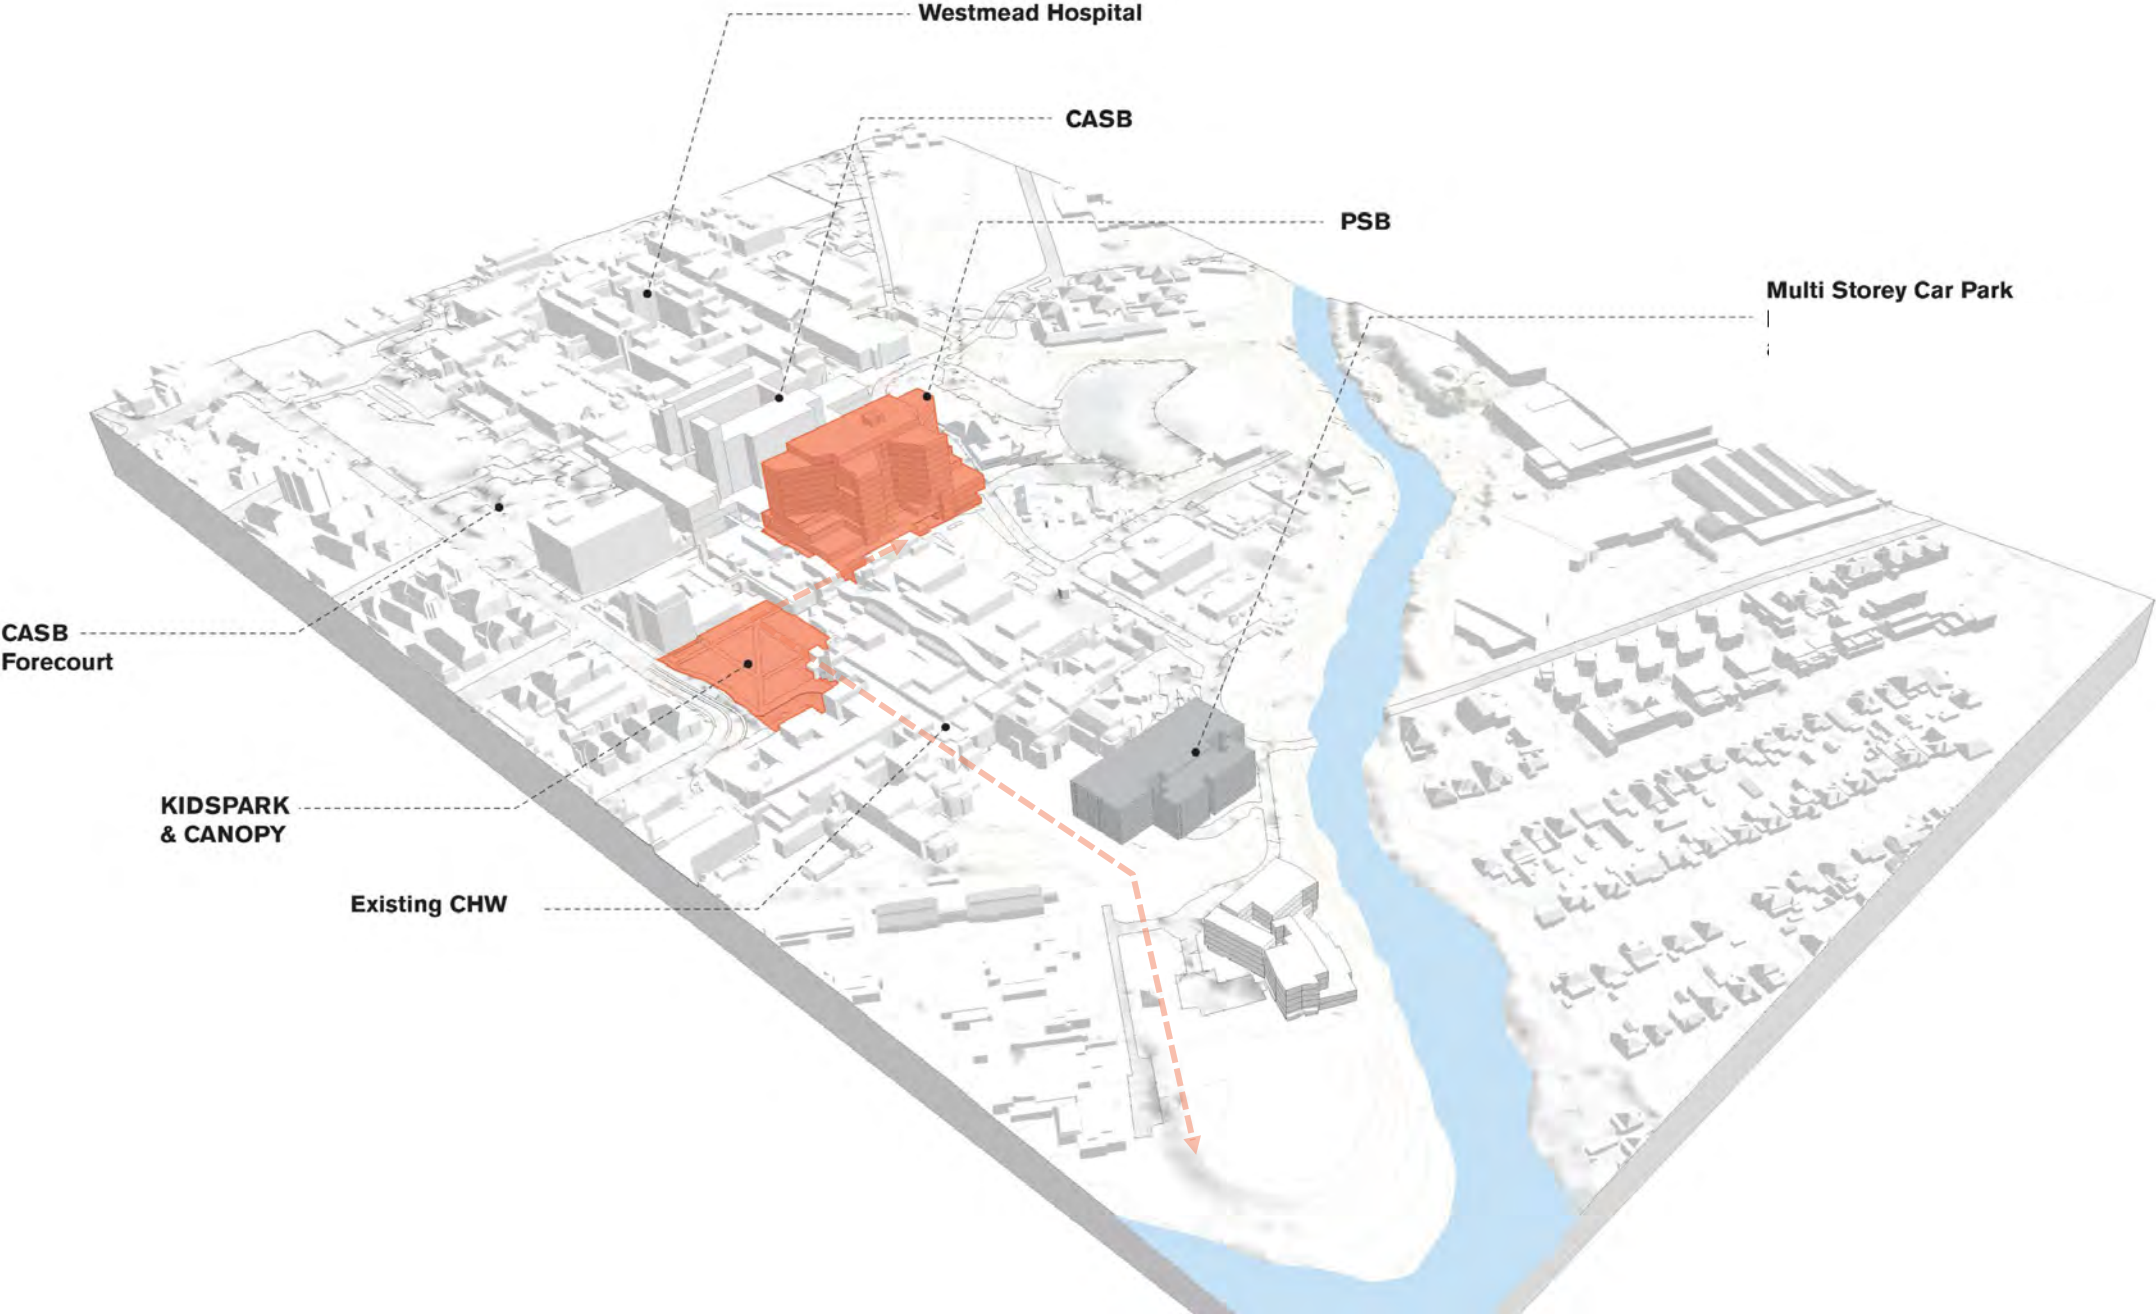 Westmead Hospital
CASB
PSB
Multi Storey Car Park
CASB
Forecourt
KIDSPARK
& CANOPY
Existing CHW